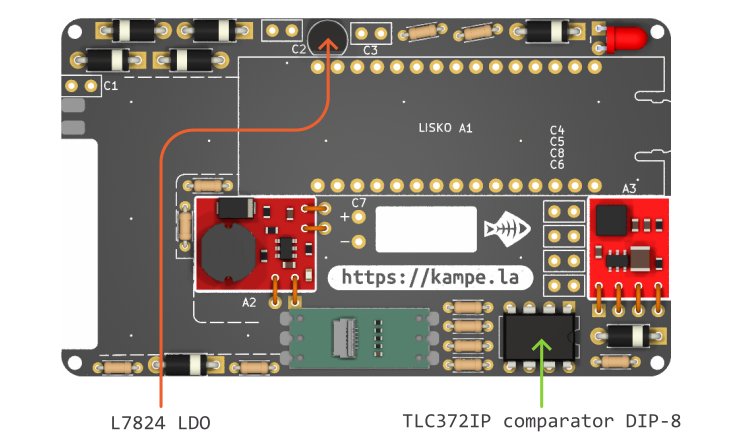 C2
C3
C1
LISKO A1
C4
C5
C8
C6
A3
C7
+
−
https://kampe.la
A2
L7824 LDO
TLC372IP comparator DIP-8